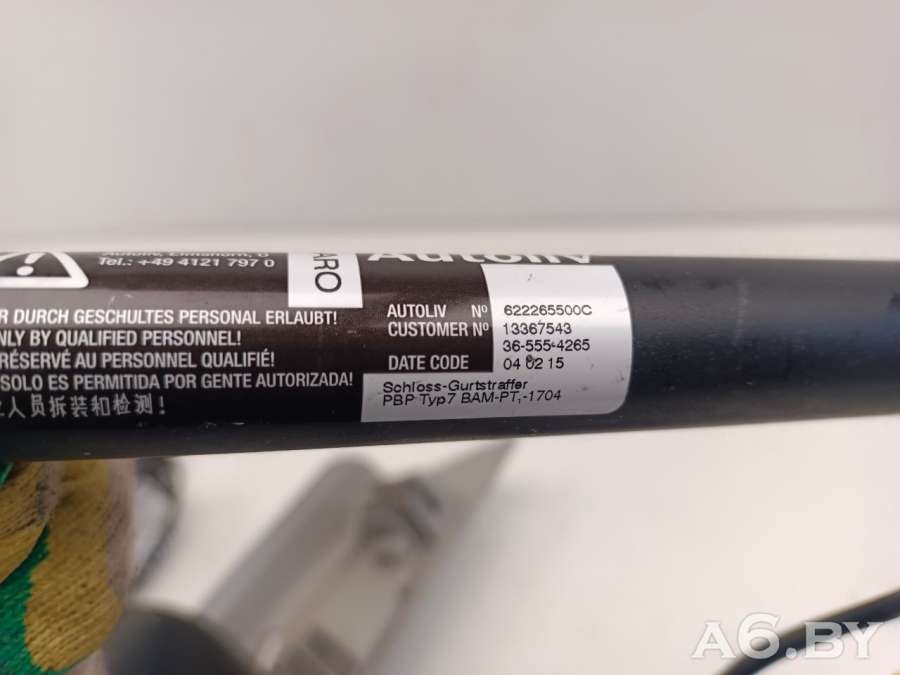 Tel.: +49 4121 797 0
ARO
Autoliv
R DURCH GESCHULTES PERSONAL ERLAUBT!
NLY BY QUALIFIED PERSONNEL!
RÉSERVÉ AU PERSONNEL QUALIFIÉ!
SOLO ES PERMITIDA POR GENTE AUTORIZADA!
人员拆装和检测!
AUTOLIV Nº 622265500C
CUSTOMER Nº 13367543
36-555-4265
DATE CODE 04 02 15
Schloss-Gurtstraffer
PBP Typ7 BAM-PT,-1704
A6.BY